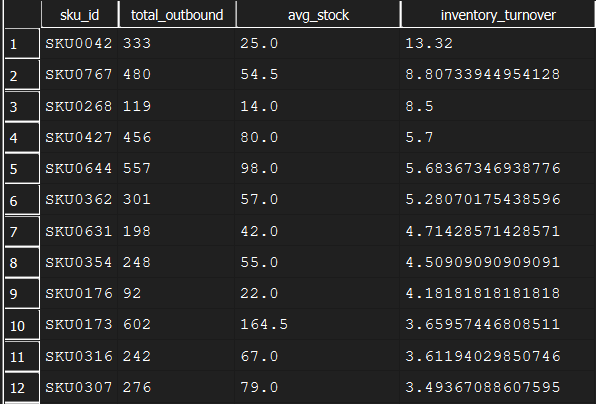 sku_id total_outbound avg_stock inventory_turnover
1 SKU0042 333 25.0 13.32
2 SKU0767 480 54.5 8.80733944954128
3 SKU0268 119 14.0 8.5
4 SKU0427 456 80.0 5.7
5 SKU0644 557 98.0 5.68367346938776
6 SKU0362 301 57.0 5.28070175438596
7 SKU0631 198 42.0 4.71428571428571
8 SKU0354 248 55.0 4.50909090909091
9 SKU0176 92 22.0 4.18181818181818
10 SKU0173 602 164.5 3.65957446808511
11 SKU0316 242 67.0 3.61194029850746
12 SKU0307 276 79.0 3.49367088607595